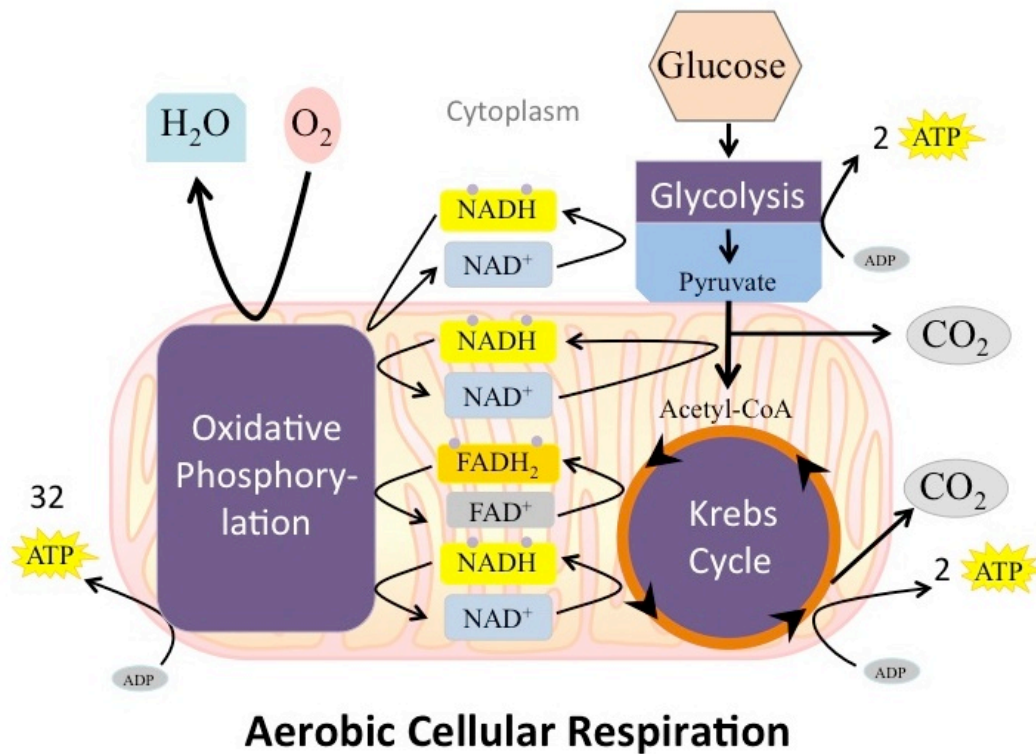 Glucose
Cytoplasm
H₂O
O₂
2 ATP
Glycolysis
NADH
NAD⁺
ADP
Pyruvate
NADH
CO₂
NAD⁺
Acetyl-CoA
Oxidative
Phosphory-
lation
FADH₂
FAD⁺
Krebs
Cycle
CO₂
32
ATP
NADH
NAD⁺
2 ATP
ADP
ADP
Aerobic Cellular Respiration